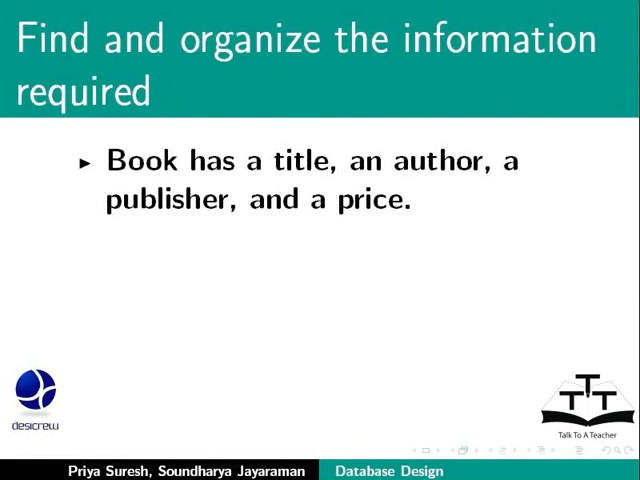 Find and organize the information
required
Book has a title, an author, a
publisher, and a price.
desicrew
T T T
Talk To A Teacher
Priya Suresh, Soundharya Jayaraman
Database Design